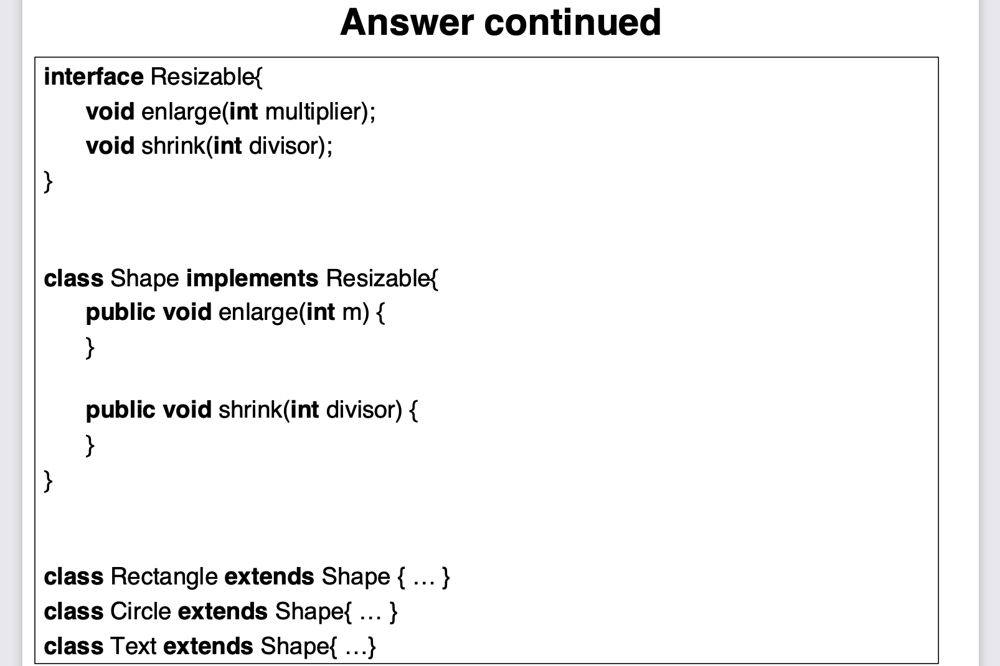 Answer continued
interface Resizable{
void enlarge(int multiplier);
void shrink(int divisor);
}
class Shape implements Resizable{
public void enlarge(int m) {
}
public void shrink(int divisor) {
}
}
class Rectangle extends Shape { … }
class Circle extends Shape{ … }
class Text extends Shape{ …}